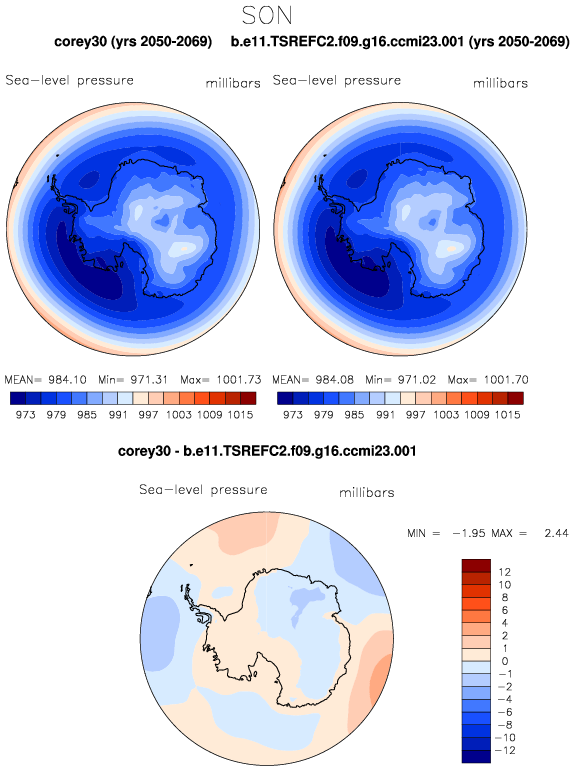 SON
corey30 (yrs 2050-2069) b.e11.TSREFC2.f09.g16.ccmi23.001 (yrs 2050-2069)
Sea-level pressure millibars Sea-level pressure millibars
MEAN= 984.10 Min= 971.31 Max= 1001.73 MEAN= 984.08 Min= 971.02 Max= 1001.70
973 979 985 991 997 1003 1009 1015 973 979 985 991 997 1003 1009 1015
corey30 - b.e11.TSREFC2.f09.g16.ccmi23.001
Sea-level pressure millibars
MIN = -1.95 MAX = 2.44
12
10
8
6
4
2
1
0
-1
-2
-4
-6
-8
-10
-12